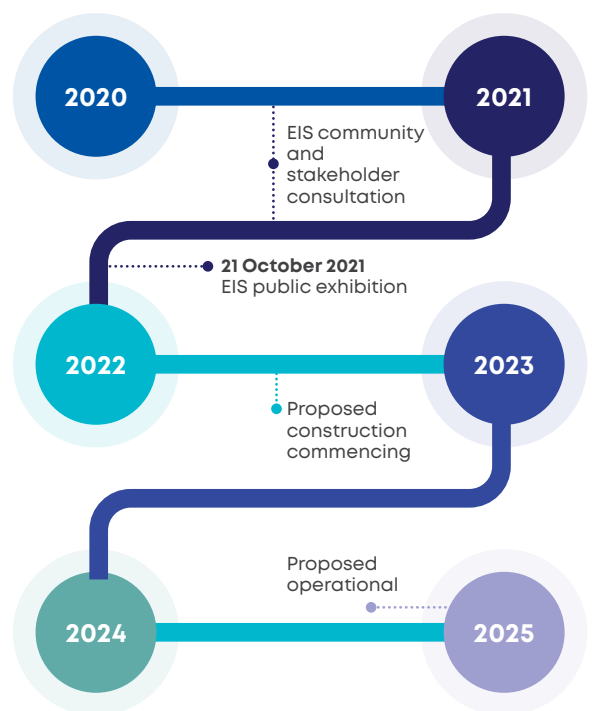 2020
2021
EIS community
and
stakeholder
consultation
21 October 2021
EIS public exhibition
2022
2023
Proposed
construction
commencing
Proposed
operational
2024
2025